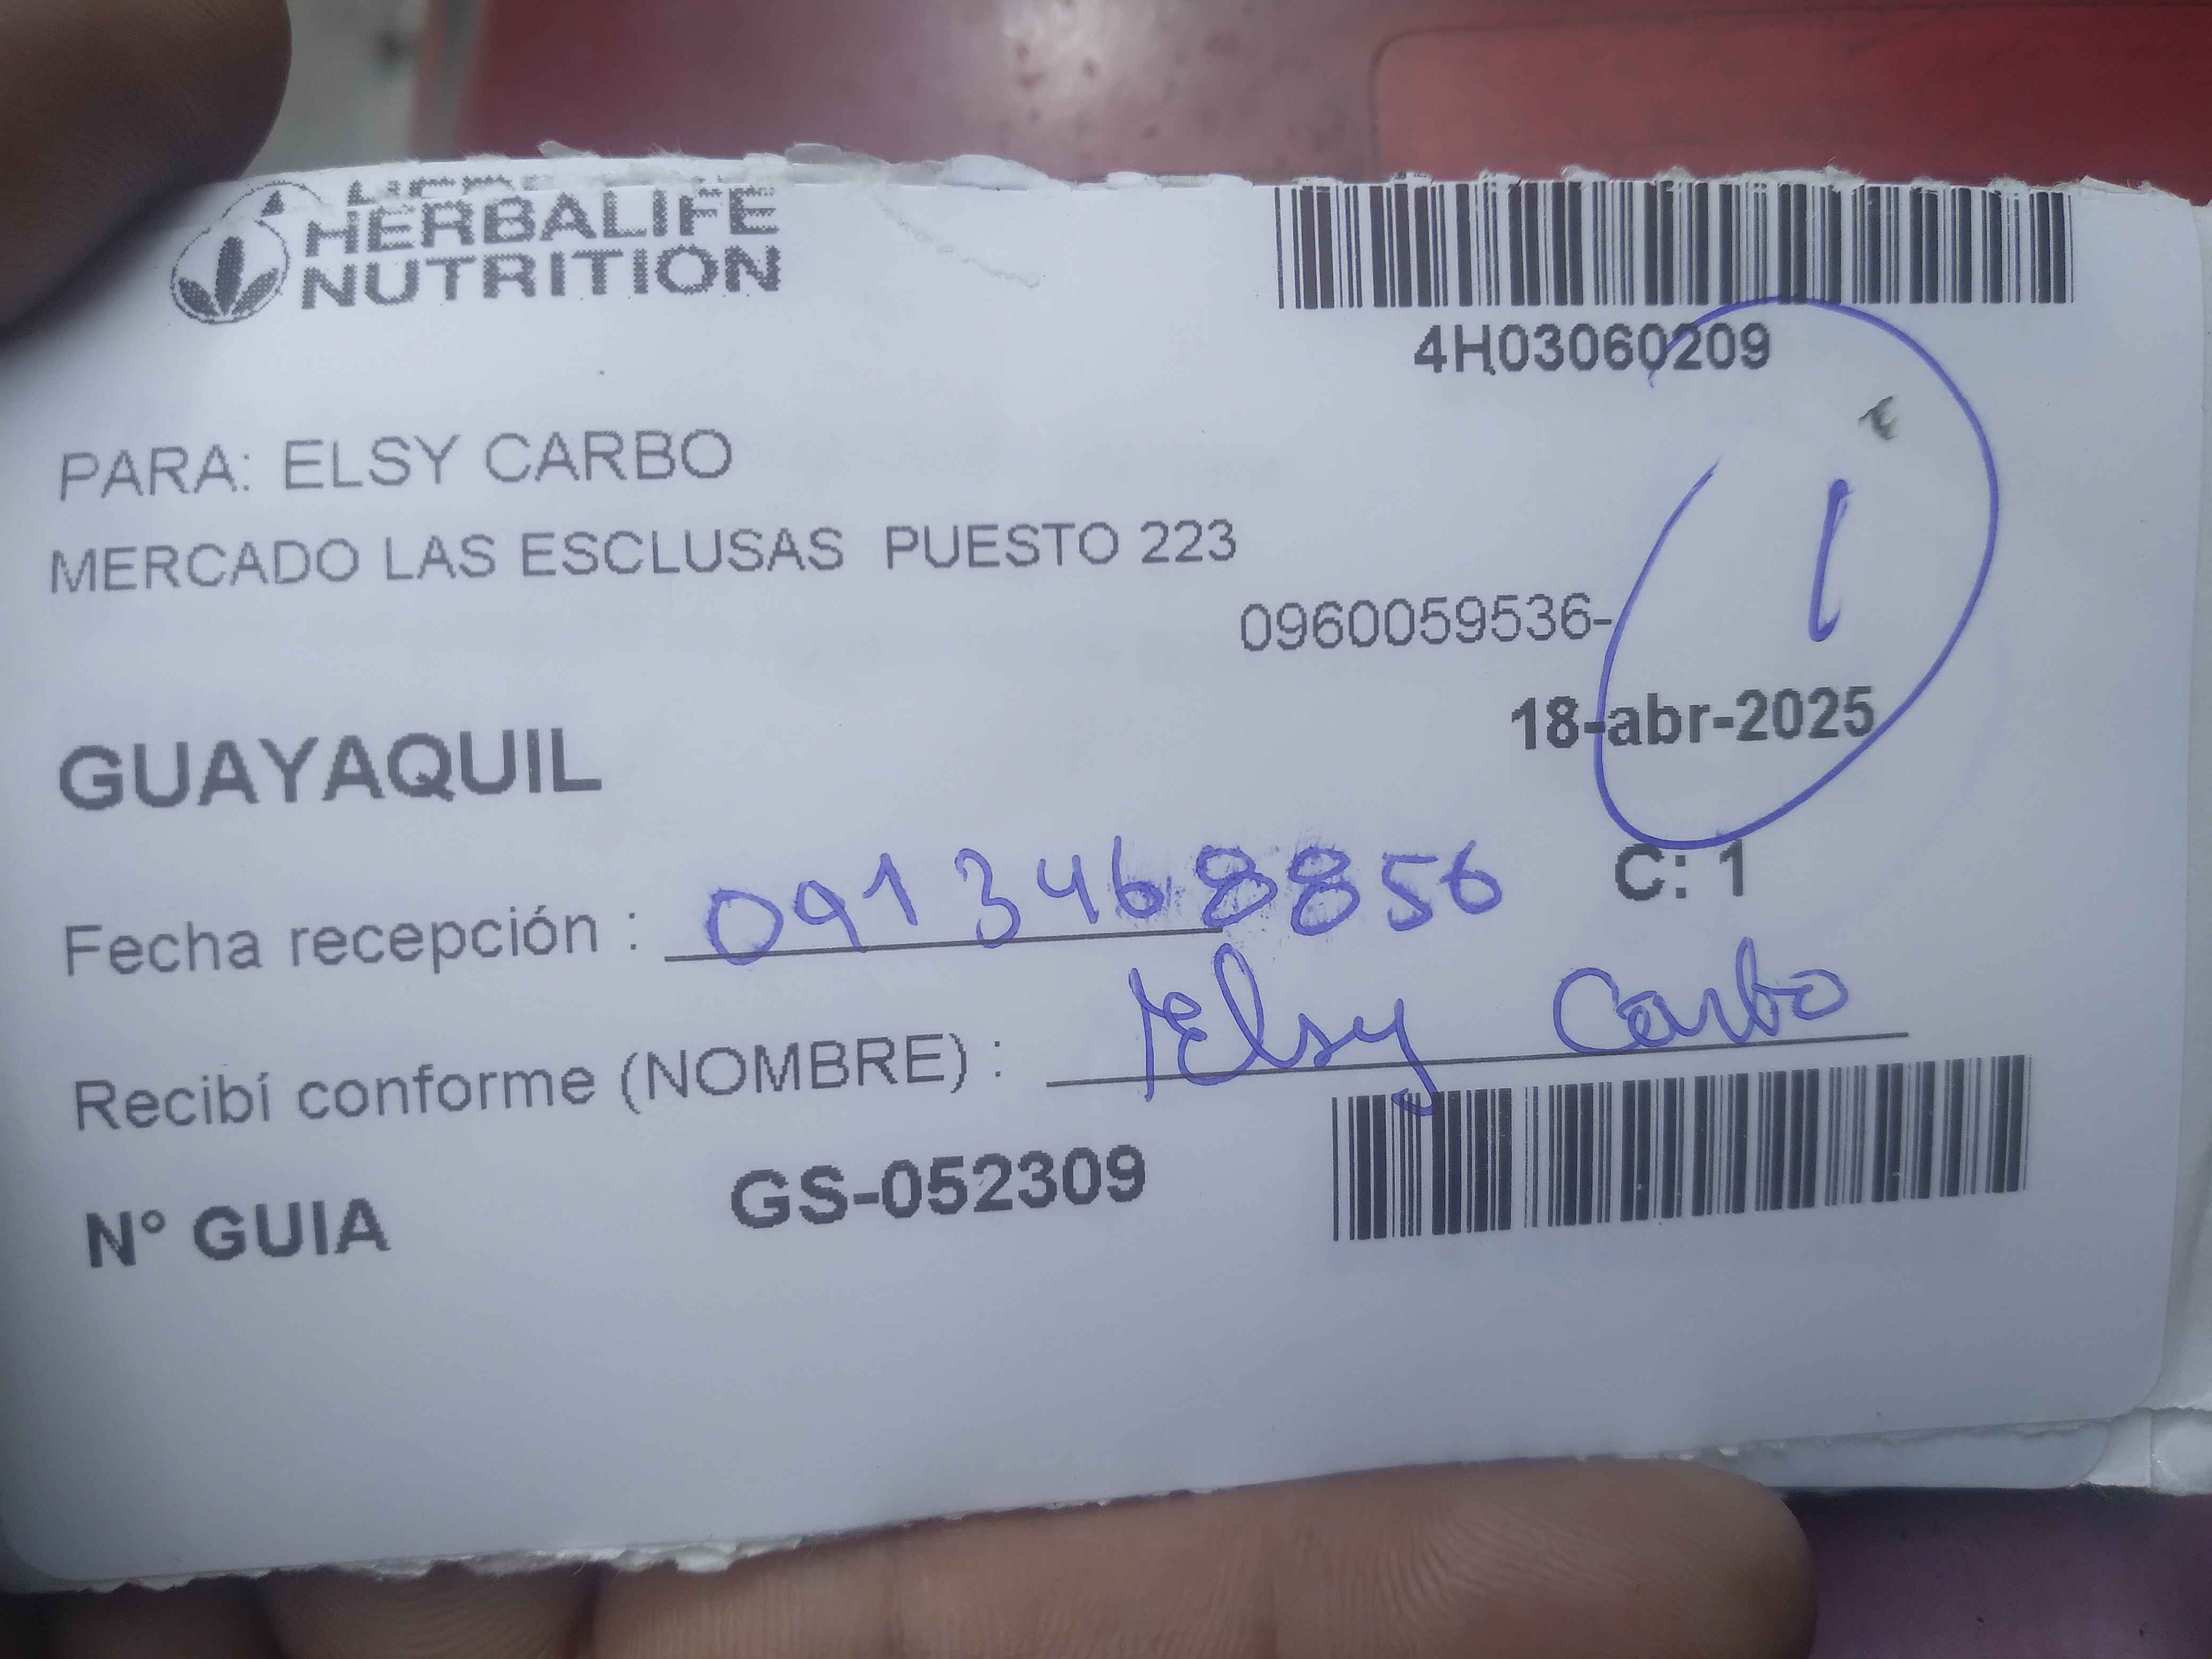 HERBALIFE
NUTRITION
4H03060209
PARA: ELSY CARBO
MERCADO LAS ESCLUSAS PUESTO 223
0960059536-
1
18-abr-2025
GUAYAQUIL
C: 1
Fecha recepción : 0913468856
Recibí conforme (NOMBRE) : Elsy Carbo
N° GUIA GS-052309